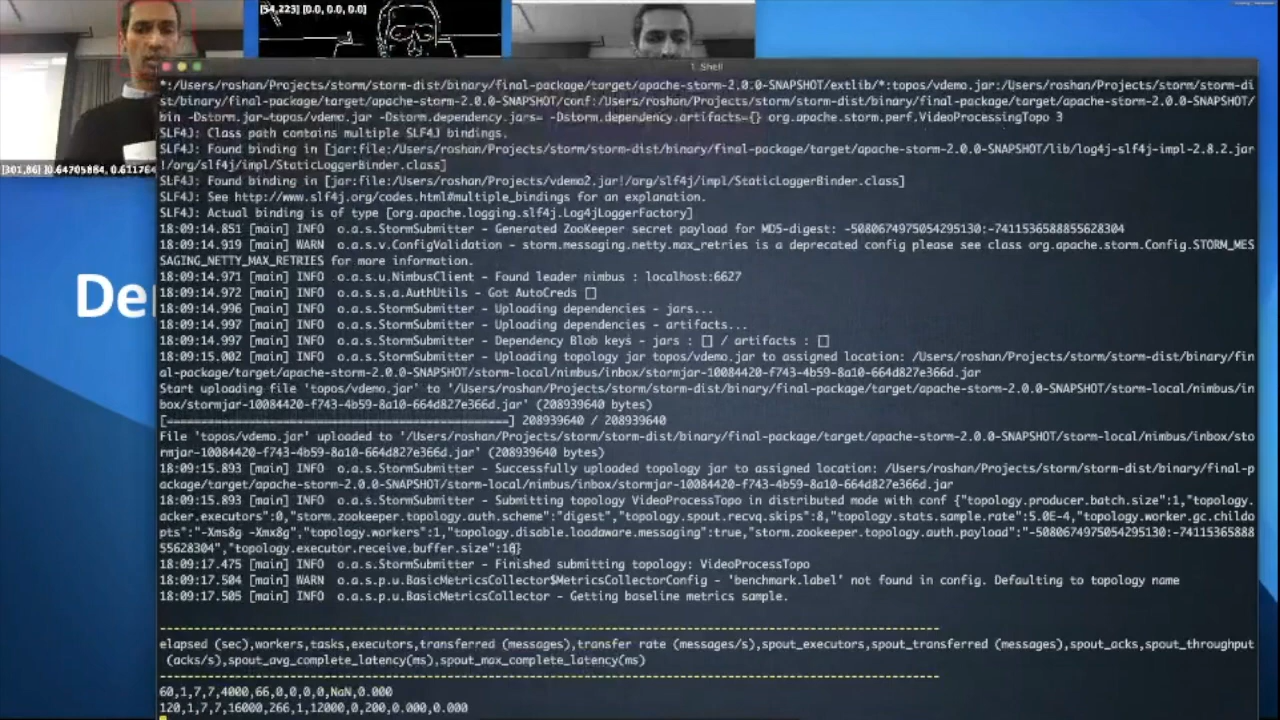 [54,223] [0.0, 0.0, 0.0]
1. Shell
*:/Users/roshan/Projects/storm/storm-dist/binary/final-package/target/apache-storm-2.0.0-SNAPSHOT/extlib/*:topos/vdemo.jar:/Users/roshan/Projects/storm/storm-di
st/binary/final-package/target/apache-storm-2.0.0-SNAPSHOT/conf:/Users/roshan/Projects/storm/storm-dist/binary/final-package/target/apache-storm-2.0.0-SNAPSHOT/
bin -Dstorm.jar=topos/vdemo.jar -Dstorm.dependency.jars= -Dstorm.dependency.artifacts={} org.apache.storm.perf.VideoProcessingTopo 3
SLF4J: Class path contains multiple SLF4J bindings.
SLF4J: Found binding in [jar:file:/Users/roshan/Projects/storm/storm-dist/binary/final-package/target/apache-storm-2.0.0-SNAPSHOT/lib/log4j-slf4j-impl-2.8.2.jar
!/org/slf4j/impl/StaticLoggerBinder.class]
[301,86] [0.64705884, 0.611764
SLF4J: Found binding in [jar:file:/Users/roshan/Projects/vdemo2.jar!/org/slf4j/impl/StaticLoggerBinder.class]
SLF4J: See http://www.slf4j.org/codes.html#multiple_bindings for an explanation.
SLF4J: Actual binding is of type [org.apache.logging.slf4j.Log4jLoggerFactory]
18:09:14.851 [main] INFO  o.a.s.StormSubmitter - Generated ZooKeeper secret payload for MD5-digest: -5080674975054295130:-7411536588855628304
18:09:14.919 [main] WARN  o.a.s.v.ConfigValidation - storm.messaging.netty.max_retries is a deprecated config please see class org.apache.storm.Config.STORM_MES
SAGING_NETTY_MAX_RETRIES for more information.
18:09:14.971 [main] INFO  o.a.s.u.NimbusClient - Found leader nimbus : localhost:6627
18:09:14.972 [main] INFO  o.a.s.s.a.AuthUtils - Got AutoCreds []
De
18:09:14.996 [main] INFO  o.a.s.StormSubmitter - Uploading dependencies - jars...
18:09:14.997 [main] INFO  o.a.s.StormSubmitter - Uploading dependencies - artifacts...
18:09:14.997 [main] INFO  o.a.s.StormSubmitter - Dependency Blob keys - jars : [] / artifacts : []
18:09:15.002 [main] INFO  o.a.s.StormSubmitter - Uploading topology jar topos/vdemo.jar to assigned location: /Users/roshan/Projects/storm/storm-dist/binary/fin
al-package/target/apache-storm-2.0.0-SNAPSHOT/storm-local/nimbus/inbox/stormjar-10084420-f743-4b59-8a10-664d827e366d.jar
Start uploading file 'topos/vdemo.jar' to '/Users/roshan/Projects/storm/storm-dist/binary/final-package/target/apache-storm-2.0.0-SNAPSHOT/storm-local/nimbus/in
box/stormjar-10084420-f743-4b59-8a10-664d827e366d.jar' (208939640 bytes)
[==================================================] 208939640 / 208939640
File 'topos/vdemo.jar' uploaded to '/Users/roshan/Projects/storm/storm-dist/binary/final-package/target/apache-storm-2.0.0-SNAPSHOT/storm-local/nimbus/inbox/sto
rmjar-10084420-f743-4b59-8a10-664d827e366d.jar' (208939640 bytes)
18:09:15.893 [main] INFO  o.a.s.StormSubmitter - Successfully uploaded topology jar to assigned location: /Users/roshan/Projects/storm/storm-dist/binary/final-p
ackage/target/apache-storm-2.0.0-SNAPSHOT/storm-local/nimbus/inbox/stormjar-10084420-f743-4b59-8a10-664d827e366d.jar
18:09:15.893 [main] INFO  o.a.s.StormSubmitter - Submitting topology VideoProcessTopo in distributed mode with conf {"topology.producer.batch.size":1,"topology.
acker.executors":0,"storm.zookeeper.topology.auth.scheme":"digest","topology.spout.recvq.skips":8,"topology.stats.sample.rate":5.0E-4,"topology.worker.gc.childo
pts":"-Xms8g -Xmx8g","topology.workers":1,"topology.disable.loadaware.messaging":true,"storm.zookeeper.topology.auth.payload":"-5080674975054295130:-74115365888
55628304","topology.executor.receive.buffer.size":16}
18:09:17.475 [main] INFO  o.a.s.StormSubmitter - Finished submitting topology: VideoProcessTopo
18:09:17.504 [main] WARN  o.a.s.p.u.BasicMetricsCollector$MetricsCollectorConfig - 'benchmark.label' not found in config. Defaulting to topology name
18:09:17.505 [main] INFO  o.a.s.p.u.BasicMetricsCollector - Getting baseline metrics sample.
elapsed (sec),workers,tasks,executors,transferred (messages),transfer rate (messages/s),spout_executors,spout_transferred (messages),spout_acks,spout_throughput
(acks/s),spout_avg_complete_latency(ms),spout_max_complete_latency(ms)
60,1,7,7,4000,66,0,0,0,0,NaN,0.000
120,1,7,7,16000,266,1,12000,0,200,0.000,0.000